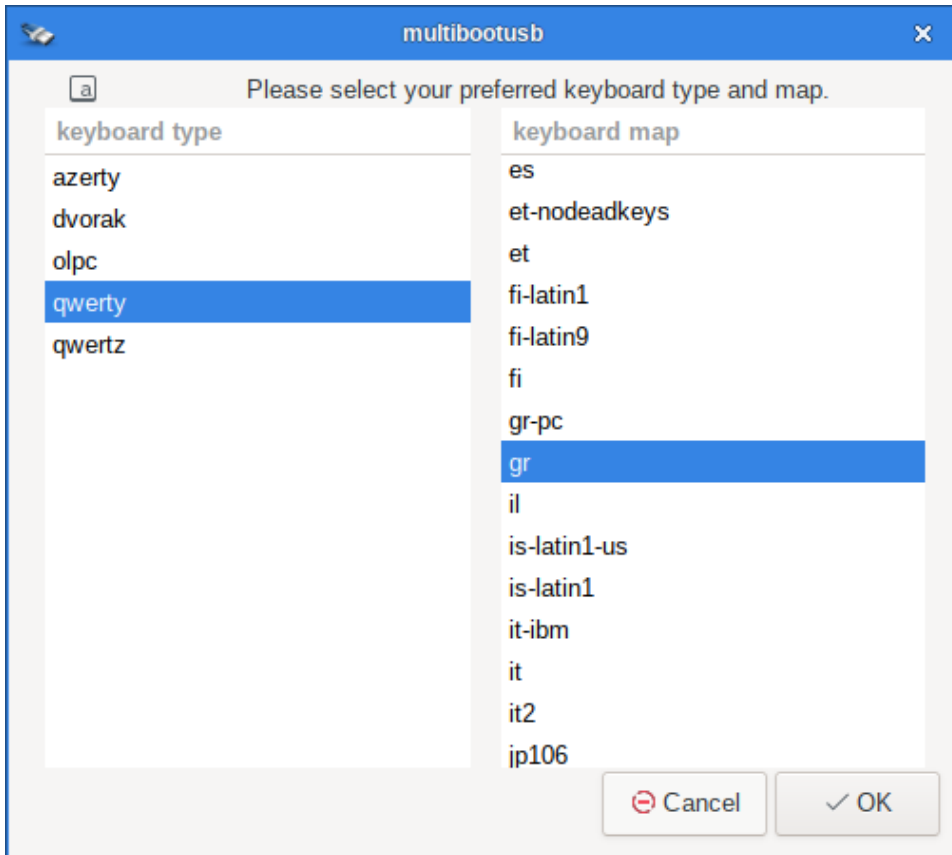 multibootusb
a
Please select your preferred keyboard type and map.
keyboard type
azerty
dvorak
olpc
qwerty
qwertz
keyboard map
es
et-nodeadkeys
et
fi-latin1
fi-latin9
fi
gr-pc
gr
il
is-latin1-us
is-latin1
it-ibm
it
it2
jp106
Cancel
OK